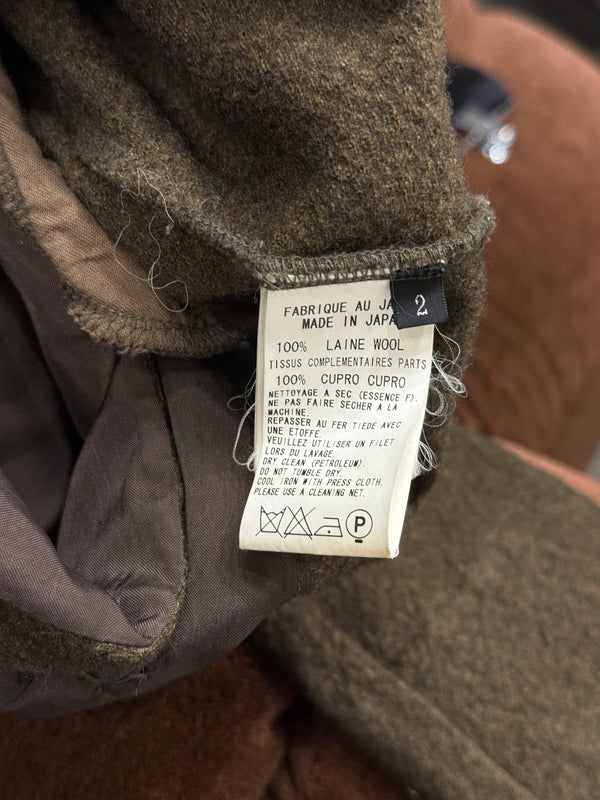 FABRIQUE AU JA
MADE IN JAPA
2
100% LAINE WOOL
TISSUS COMPLEMENTAIRES PARTS
100% CUPRO CUPRO
NETTOYAGE A SEC (ESSENCE F).
NE PAS FAIRE SECHER A LA
MACHINE.
REPASSER AU FER TIEDE AVEC
UNE ETOFFE.
VEUILLEZ UTILISER UN FILET
LORS DU LAVAGE.
DRY CLEAN (PETROLEUM).
DO NOT TUMBLE DRY.
COOL IRON WITH PRESS CLOTH.
PLEASE USE A CLEANING NET.
P